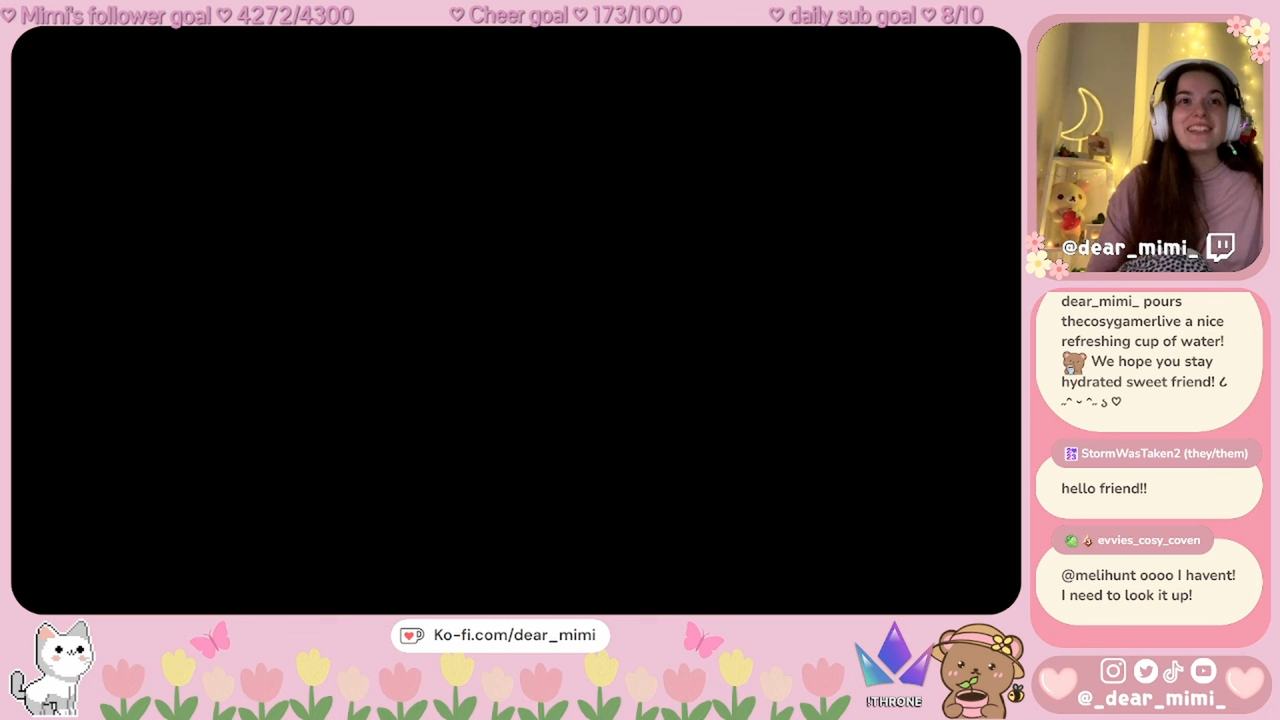 ♡ Mimi's follower goal ♡ 4272/4300 ♡ Cheer goal ♡ 173/1000 ♡ daily sub goal ♡ 8/10
@dear_mimi_
dear_mimi_ pours
thecosygamerlive a nice
refreshing cup of water!
We hope you stay
hydrated sweet friend! ૮
˶ᵔ ᵕ ᵔ˶ ა ♡
StormWasTaken2 (they/them)
hello friend!!
evvies_cosy_coven
@melihunt oooo I havent!
I need to look it up!
Ko-fi.com/dear_mimi
!THRONE
@_dear_mimi_